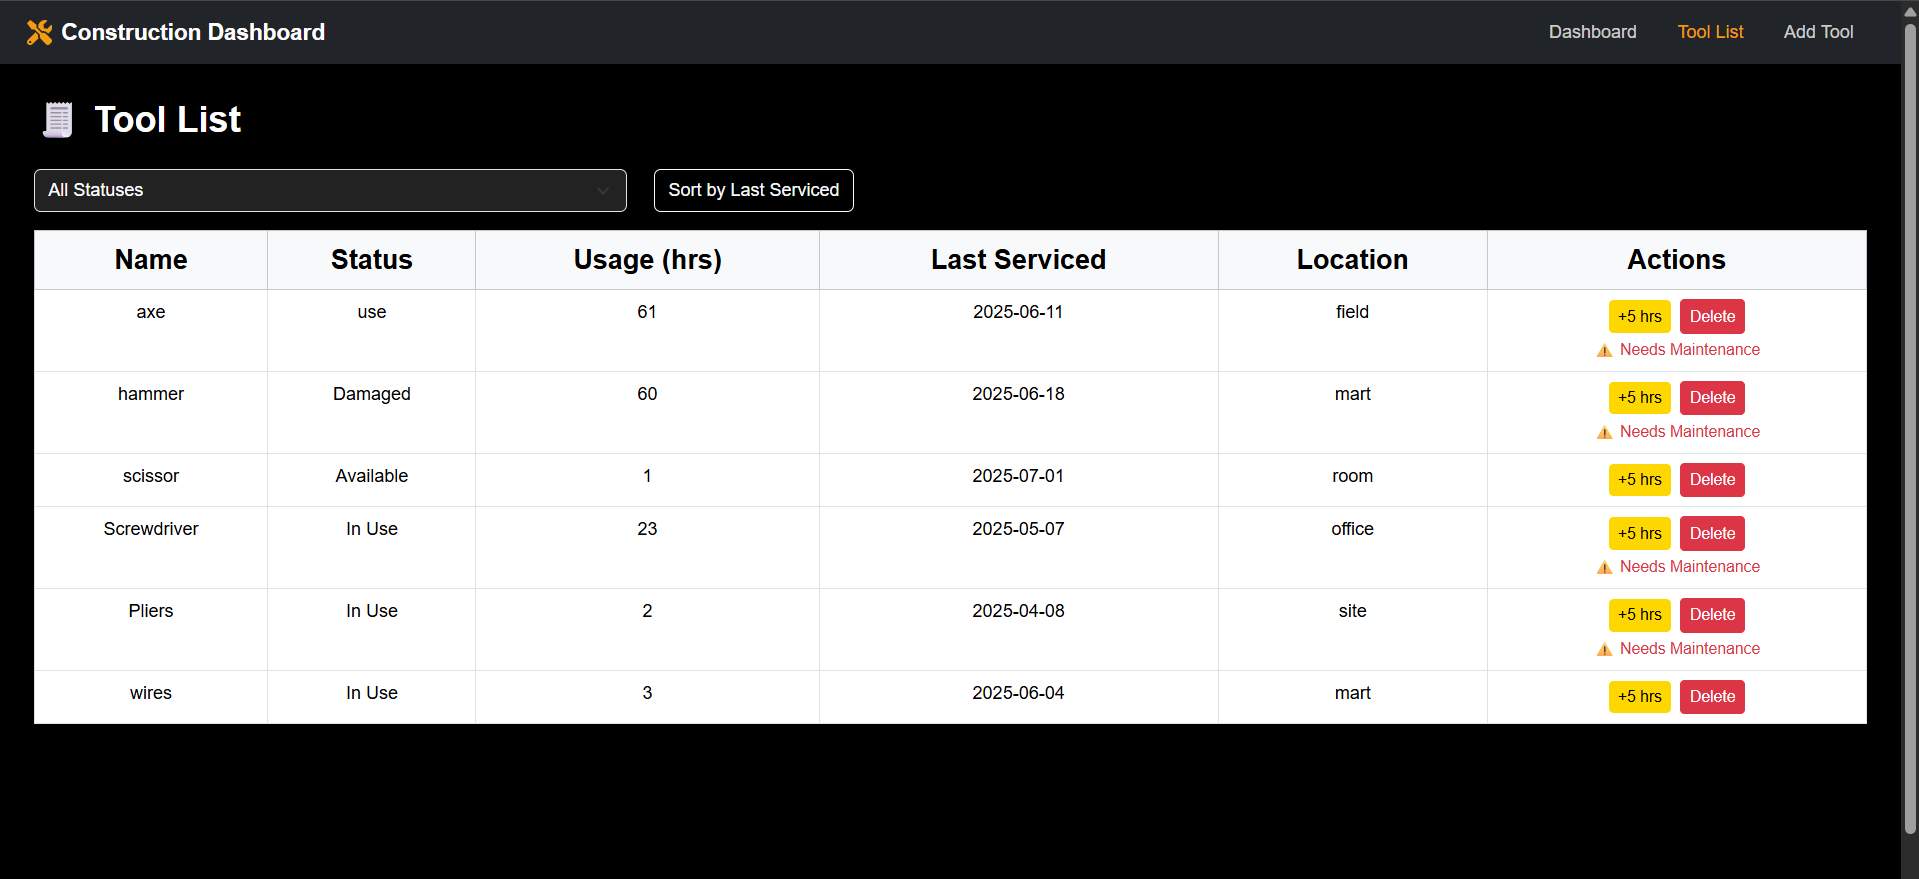 Construction Dashboard Dashboard Tool List Add Tool
Tool List
All Statuses Sort by Last Serviced
Name Status Usage (hrs) Last Serviced Location Actions
axe use 61 2025-06-11 field +5 hrs Delete
Needs Maintenance
hammer Damaged 60 2025-06-18 mart +5 hrs Delete
Needs Maintenance
scissor Available 1 2025-07-01 room +5 hrs Delete
Screwdriver In Use 23 2025-05-07 office +5 hrs Delete
Needs Maintenance
Pliers In Use 2 2025-04-08 site +5 hrs Delete
Needs Maintenance
wires In Use 3 2025-06-04 mart +5 hrs Delete